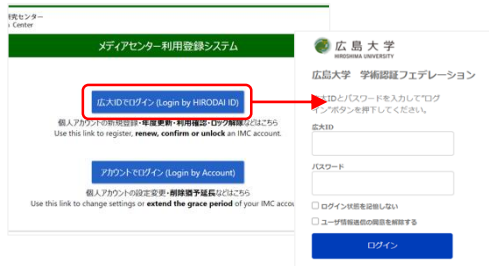 究センター
Center
メディアセンター利用登録システム
広大IDでログイン (Login by HIRODAI ID)
個人アカウントの新規登録・年度更新・利用確認・ロック解除などはこちら
Use this link to register, renew, confirm or unlock an IMC account.
アカウントでログイン (Login by Account)
個人アカウントの設定変更・削除猶予延長などはこちら
Use this link to change settings or extend the grace period of your IMC accou
広島大学
HIROSHIMA UNIVERSITY
広島大学 学術認証フェデレーション
大IDとパスワードを入力して"ログ
イン"ボタンを押下してください。
広大ID
パスワード
ログイン状態を記憶しない
ユーザ情報送信の同意を解除する
ログイン